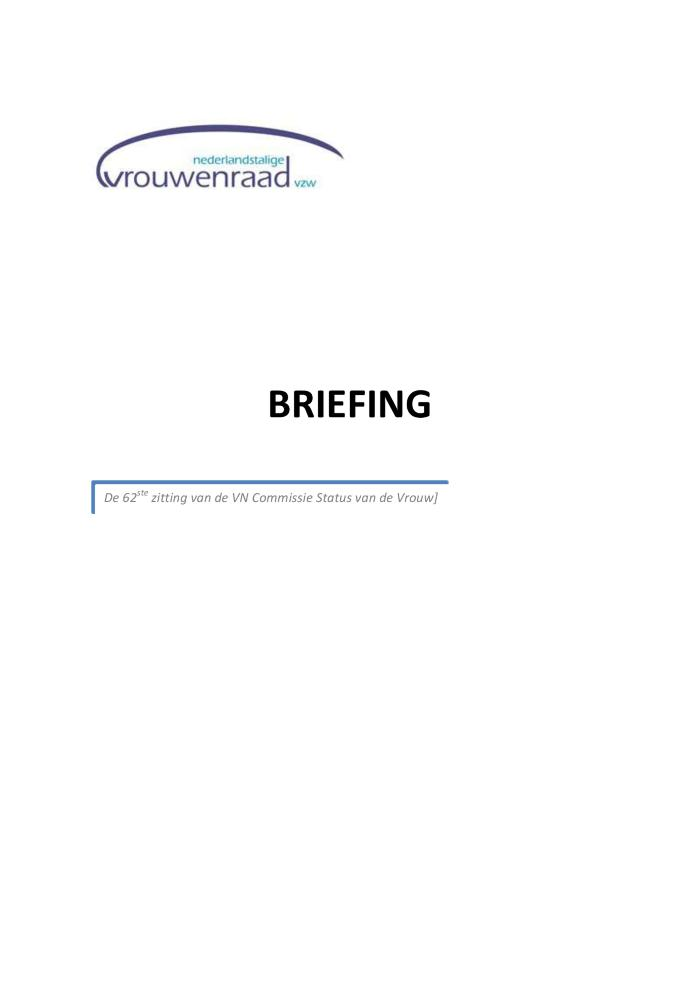 nederlandstalige
vrouwenraad vzw
BRIEFING
De 62ste zitting van de VN Commissie Status van de Vrouw]